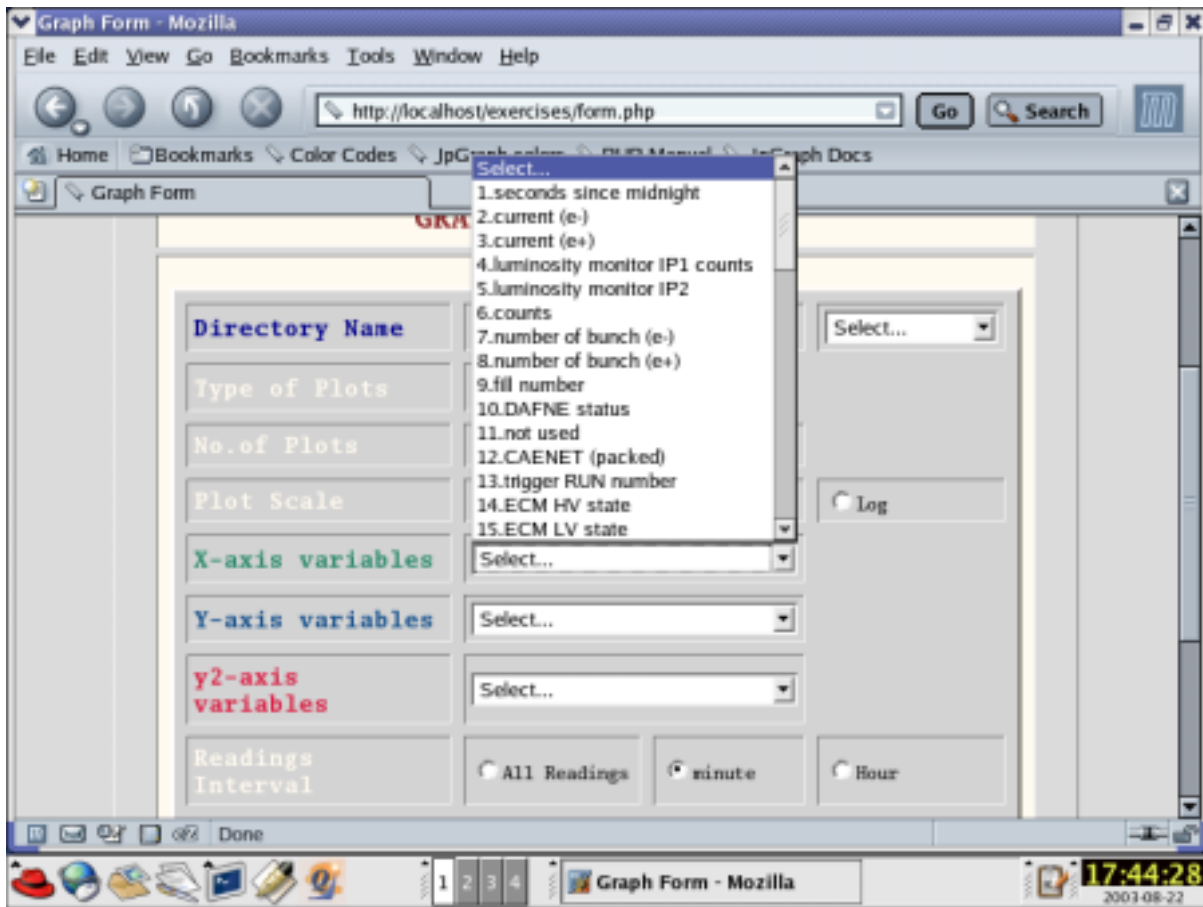 Graph Form - Mozilla
File Edit View Go Bookmarks Tools Window Help
http://localhost/exercises/form.php Go Search
Home Bookmarks Color Codes JpGraph Docs
Graph Form
Select...
1.seconds since midnight
2.current (e-)
3.current (e+)
4.luminosity monitor IP1 counts
5.luminosity monitor IP2
6.counts
7.number of bunch (e-)
8.number of bunch (e+)
9.fill number
10.DAFNE status
11.not used
12.CAENET (packed)
13.trigger RUN number
14.ECM HV state
15.ECM LV state
Directory Name Select...
Type of Plots
No.of Plots
Plot Scale Log
X-axis variables Select...
Y-axis variables Select...
y2-axis variables Select...
Readings Interval All Readings minute Hour
Done
1 2 3 4 Graph Form - Mozilla 17:44:28
2003-08-22